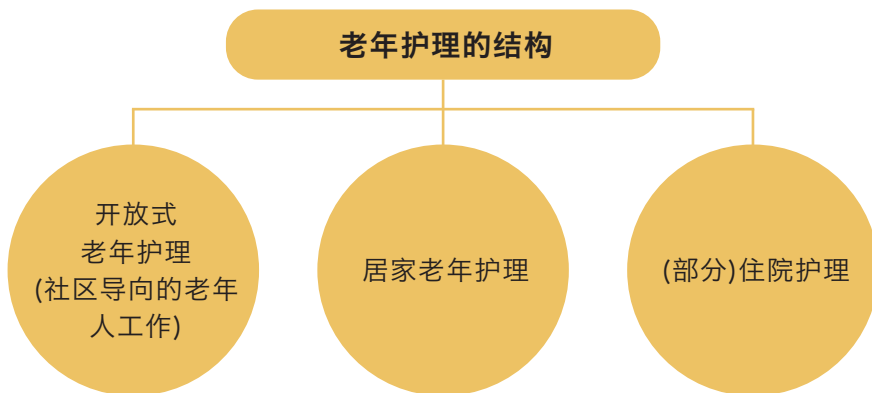 老年护理的结构
开放式
老年护理
(社区导向的老年
人工作)
居家老年护理
(部分)住院护理